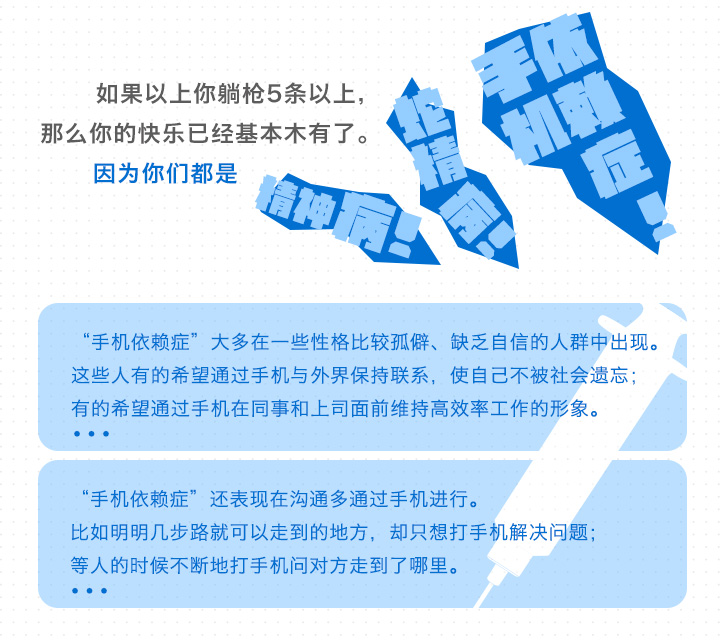 如果以上你躺枪5条以上，
那么你的快乐已经基本木有了。
因为你们都是
精神病！
蛇精病！
手机依赖症！
“手机依赖症”大多在一些性格比较孤僻、缺乏自信的人群中出现。
这些人有的希望通过手机与外界保持联系，使自己不被社会遗忘；
有的希望通过手机在同事和上司面前维持高效率工作的形象。
•••
“手机依赖症”还表现在沟通多通过手机进行。
比如明明几步路就可以走到的地方，却只想打手机解决问题；
等人的时候不断地打手机问对方走到了哪里。
•••